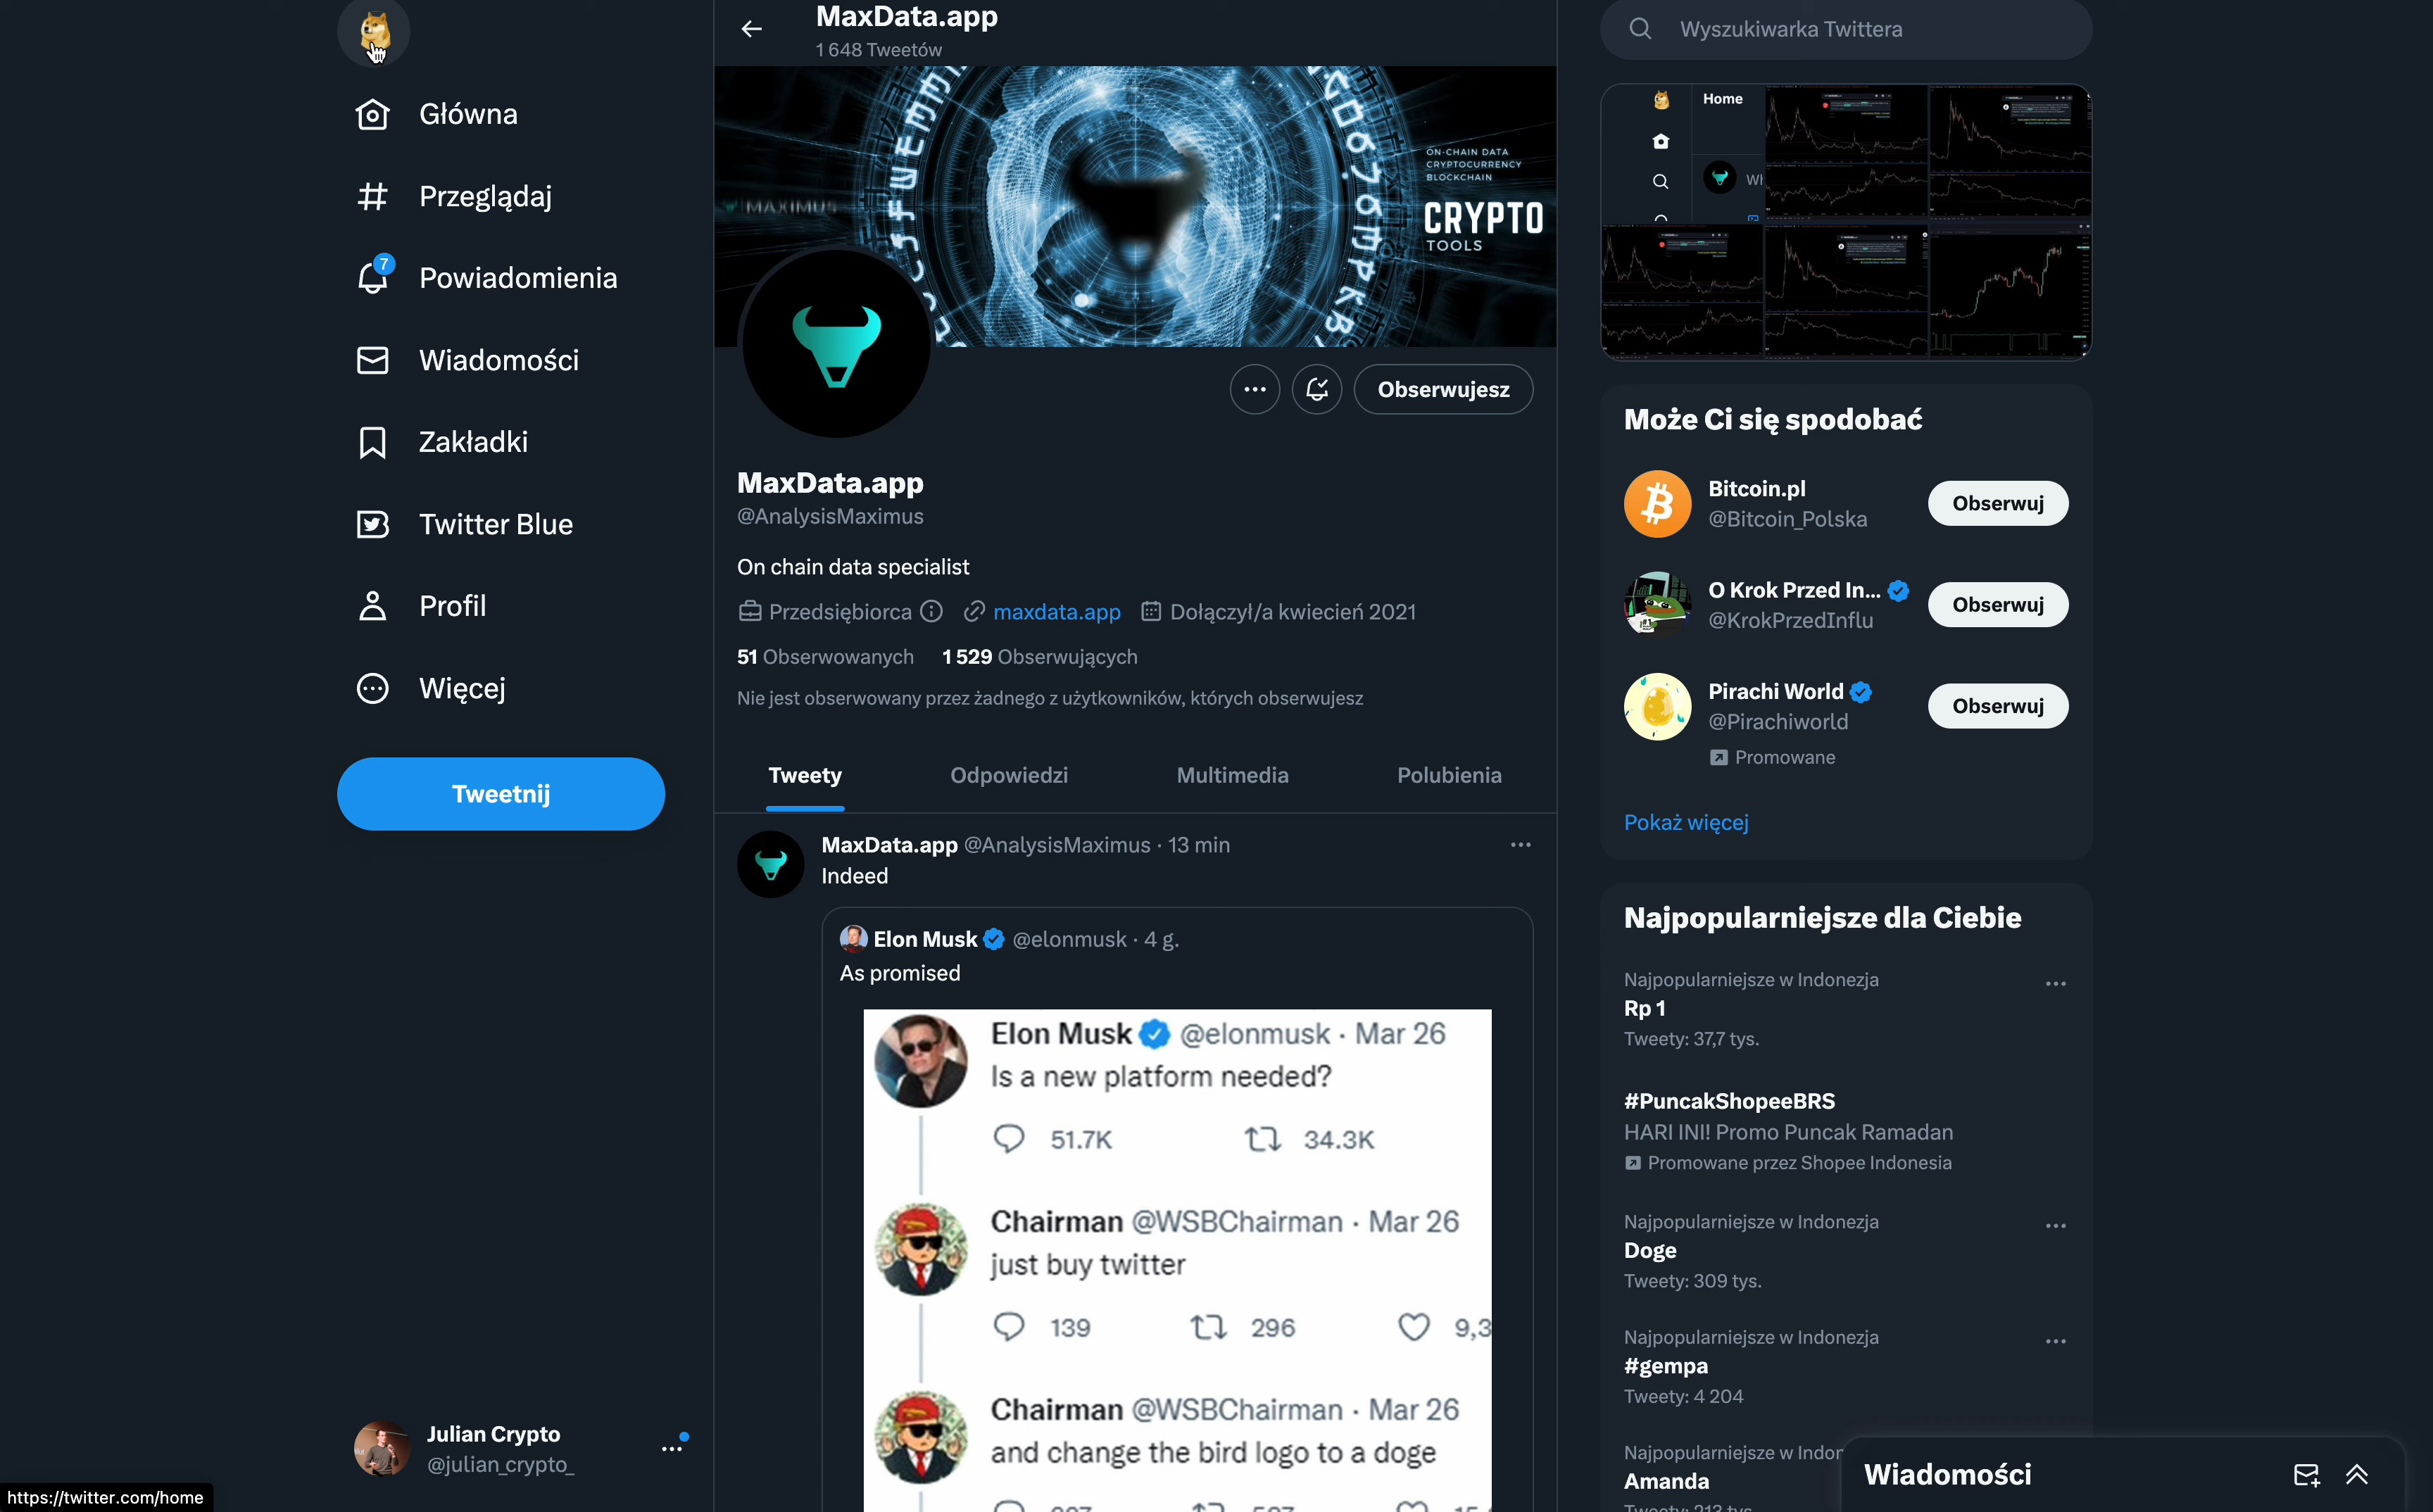 Główna
Przeglądaj
7
Powiadomienia
Wiadomości
Zakładki
Twitter Blue
Profil
Więcej
Tweetnij
Julian Crypto
@julian_crypto_
https://twitter.com/home
MaxData.app
1 648 Tweetów
MAXIMUS
ON-CHAIN DATA
CRYPTOCURRENCY
BLOCKCHAIN
CRYPTO
TOOLS
Obserwujesz
MaxData.app
@AnalysisMaximus
On chain data specialist
Przedsiębiorca maxdata.app Dołączył/a kwiecień 2021
51 Obserwowanych 1 529 Obserwujących
Nie jest obserwowany przez żadnego z użytkowników, których obserwujesz
Tweety Odpowiedzi Multimedia Polubienia
MaxData.app @AnalysisMaximus · 13 min
Indeed
Elon Musk @elonmusk · 4 g.
As promised
Elon Musk @elonmusk · Mar 26
Is a new platform needed?
51.7K 34.3K
Chairman @WSBChairman · Mar 26
just buy twitter
139 296 9,3
Chairman @WSBChairman · Mar 26
and change the bird logo to a doge
Wyszukiwarka Twittera
Home
Może Ci się spodobać
Bitcoin.pl
@Bitcoin_Polska
Obserwuj
O Krok Przed In...
@KrokPrzedInflu
Obserwuj
Pirachi World
@Pirachiworld
Obserwuj
Promowane
Pokaż więcej
Najpopularniejsze dla Ciebie
Najpopularniejsze w Indonezja
Rp 1
Tweety: 37,7 tys.
#PuncakShopeeBRS
HARI INI! Promo Puncak Ramadan
Promowane przez Shopee Indonesia
Najpopularniejsze w Indonezja
Doge
Tweety: 309 tys.
Najpopularniejsze w Indonezja
#gempa
Tweety: 4 204
Najpopularniejsze w Indor
Amanda
Tweety: 213 tys.
Wiadomości